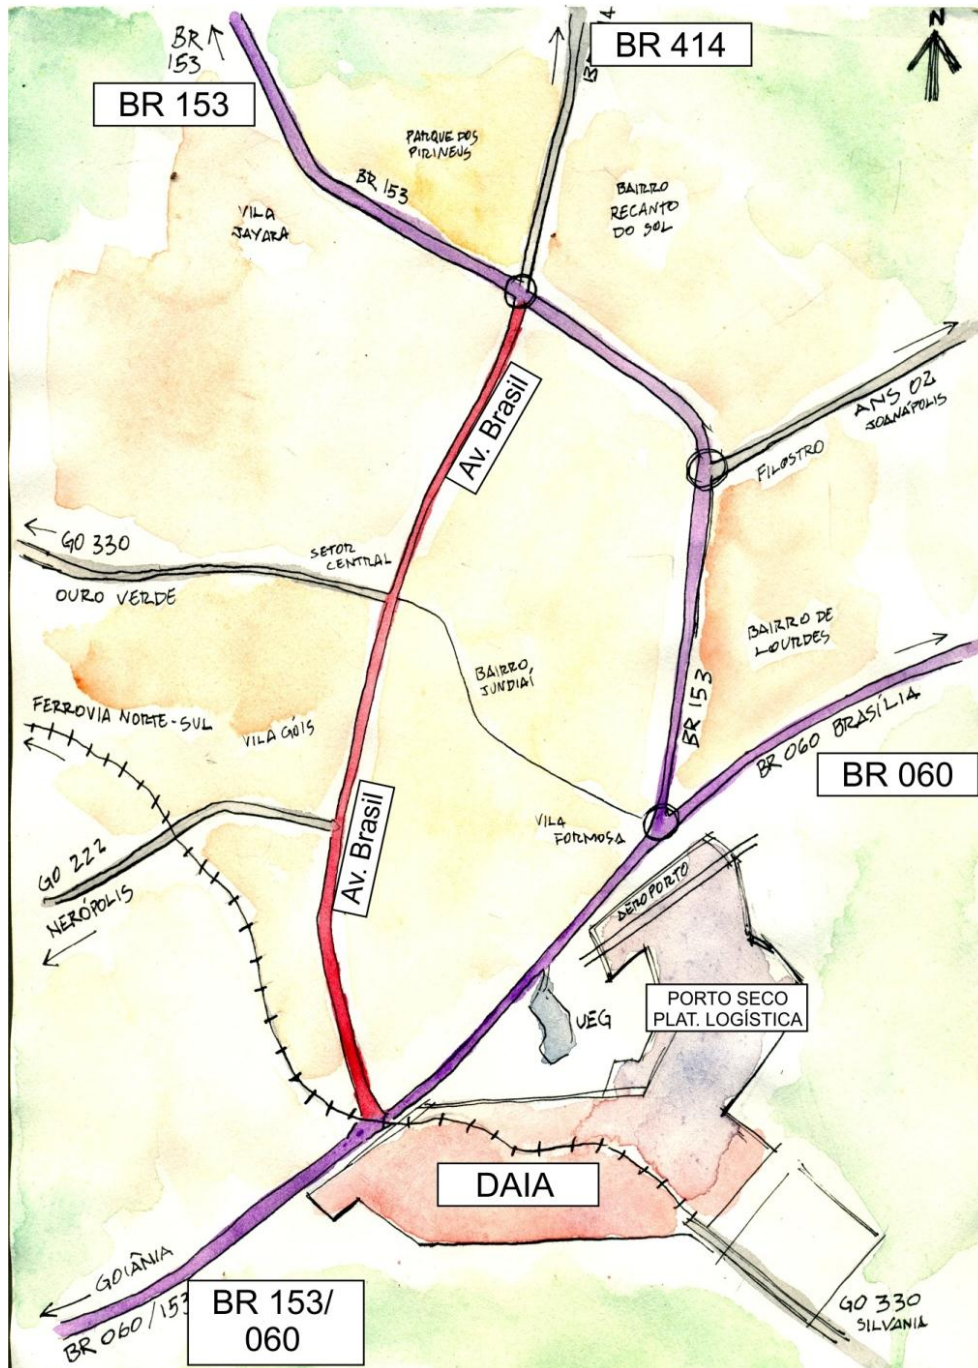 BR
153
BR 414
N
BR 153
BR 153
PARQUE DOS
PIRINEUS
VILA
JAYARA
BAIRRO
RECANTO
DO SOL
ANS 02
JOANÁPOLIS
FILOSTRO
Av. Brasil
GO 330
OURO VERDE
SETOR
CENTRAL
BAIRRO
JUNDIAÍ
BAIRRO DE
LOURDES
BR 153
FERROVIA NORTE-SUL
VILA GÓIS
BR 060 BRASÍLIA
BR 060
Av. Brasil
VILA
FORMOSA
GO 222
NERÓPOLIS
AEROPORTO
UEG
PORTO SECO
PLAT. LOGÍSTICA
DAIA
GOIÂNIA
BR 060/153
BR 153/
060
GO 330
SILVANIA